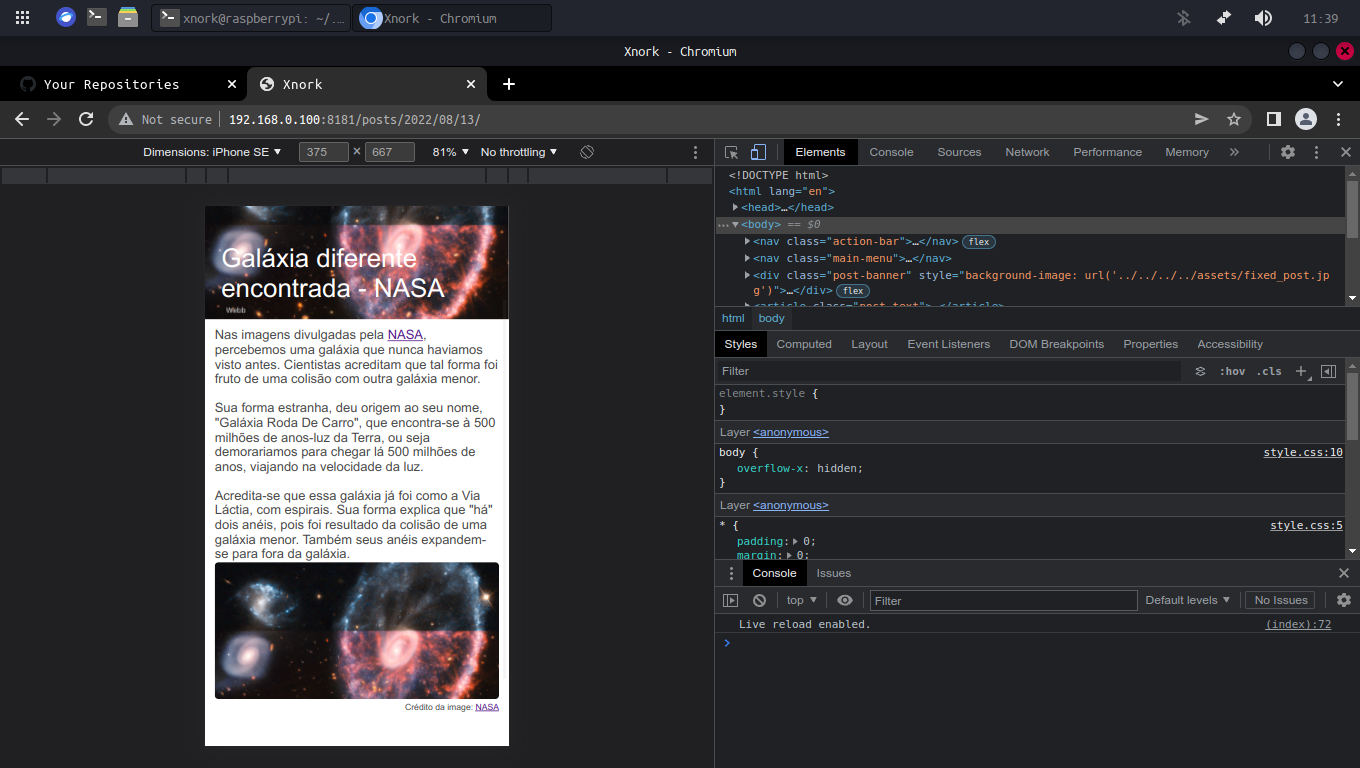 xnork@raspberrypi: ~/...
Xnork - Chromium
11:39
Xnork - Chromium
Your Repositories
Xnork
Not secure
192.168.0.100:8181/posts/2022/08/13/
Dimensions: iPhone SE
375
×
667
81%
No throttling
Galáxia diferente
encontrada - NASA
Webb
Nas imagens divulgadas pela NASA,
percebemos uma galáxia que nunca haviamos
visto antes. Cientistas acreditam que tal forma foi
fruto de uma colisão com outra galáxia menor.
Sua forma estranha, deu origem ao seu nome,
"Galáxia Roda De Carro", que encontra-se à 500
milhões de anos-luz da Terra, ou seja
demorariamos para chegar lá 500 milhões de
anos, viajando na velocidade da luz.
Acredita-se que essa galáxia já foi como a Via
Láctia, com espirais. Sua forma explica que "há"
dois anéis, pois foi resultado da colisão de uma
galáxia menor. Também seus anéis expandem-
se para fora da galáxia.
Crédito da image: NASA
Elements
Console
Sources
Network
Performance
Memory
»
<!DOCTYPE html>
<html lang="en">
<head>…</head>
<body> == $0
<nav class="action-bar">…</nav> flex
<nav class="main-menu">…</nav>
<div class="post-banner" style="background-image: url('../../../../assets/fixed_post.jp
g')">…</div> flex
<article class="post-text">…</article>
html
body
Styles
Computed
Layout
Event Listeners
DOM Breakpoints
Properties
Accessibility
Filter
:hov
.cls
element.style {
}
Layer <anonymous>
body {
style.css:10
overflow-x: hidden;
}
Layer <anonymous>
* {
style.css:5
padding: 0;
margin: 0;
Console
Issues
top
Filter
Default levels
No Issues
Live reload enabled.
(index):72